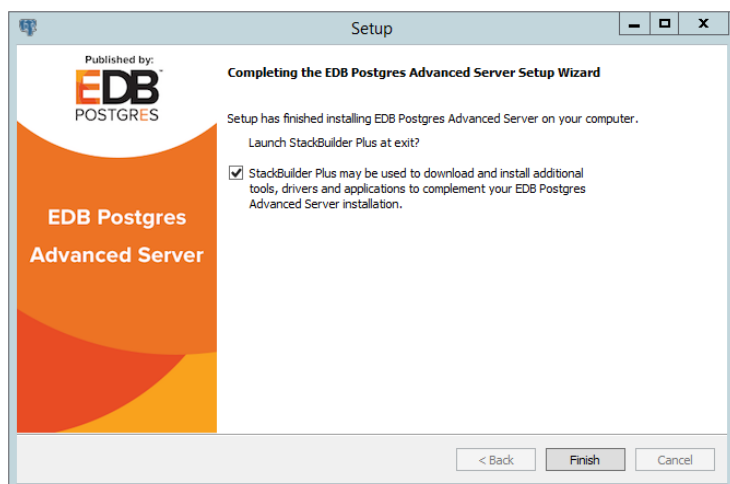 Setup
Published by:
EDB
POSTGRES
EDB Postgres
Advanced Server
Completing the EDB Postgres Advanced Server Setup Wizard
Setup has finished installing EDB Postgres Advanced Server on your computer.
Launch StackBuilder Plus at exit?
StackBuilder Plus may be used to download and install additional
tools, drivers and applications to complement your EDB Postgres
Advanced Server installation.
< Back
Finish
Cancel